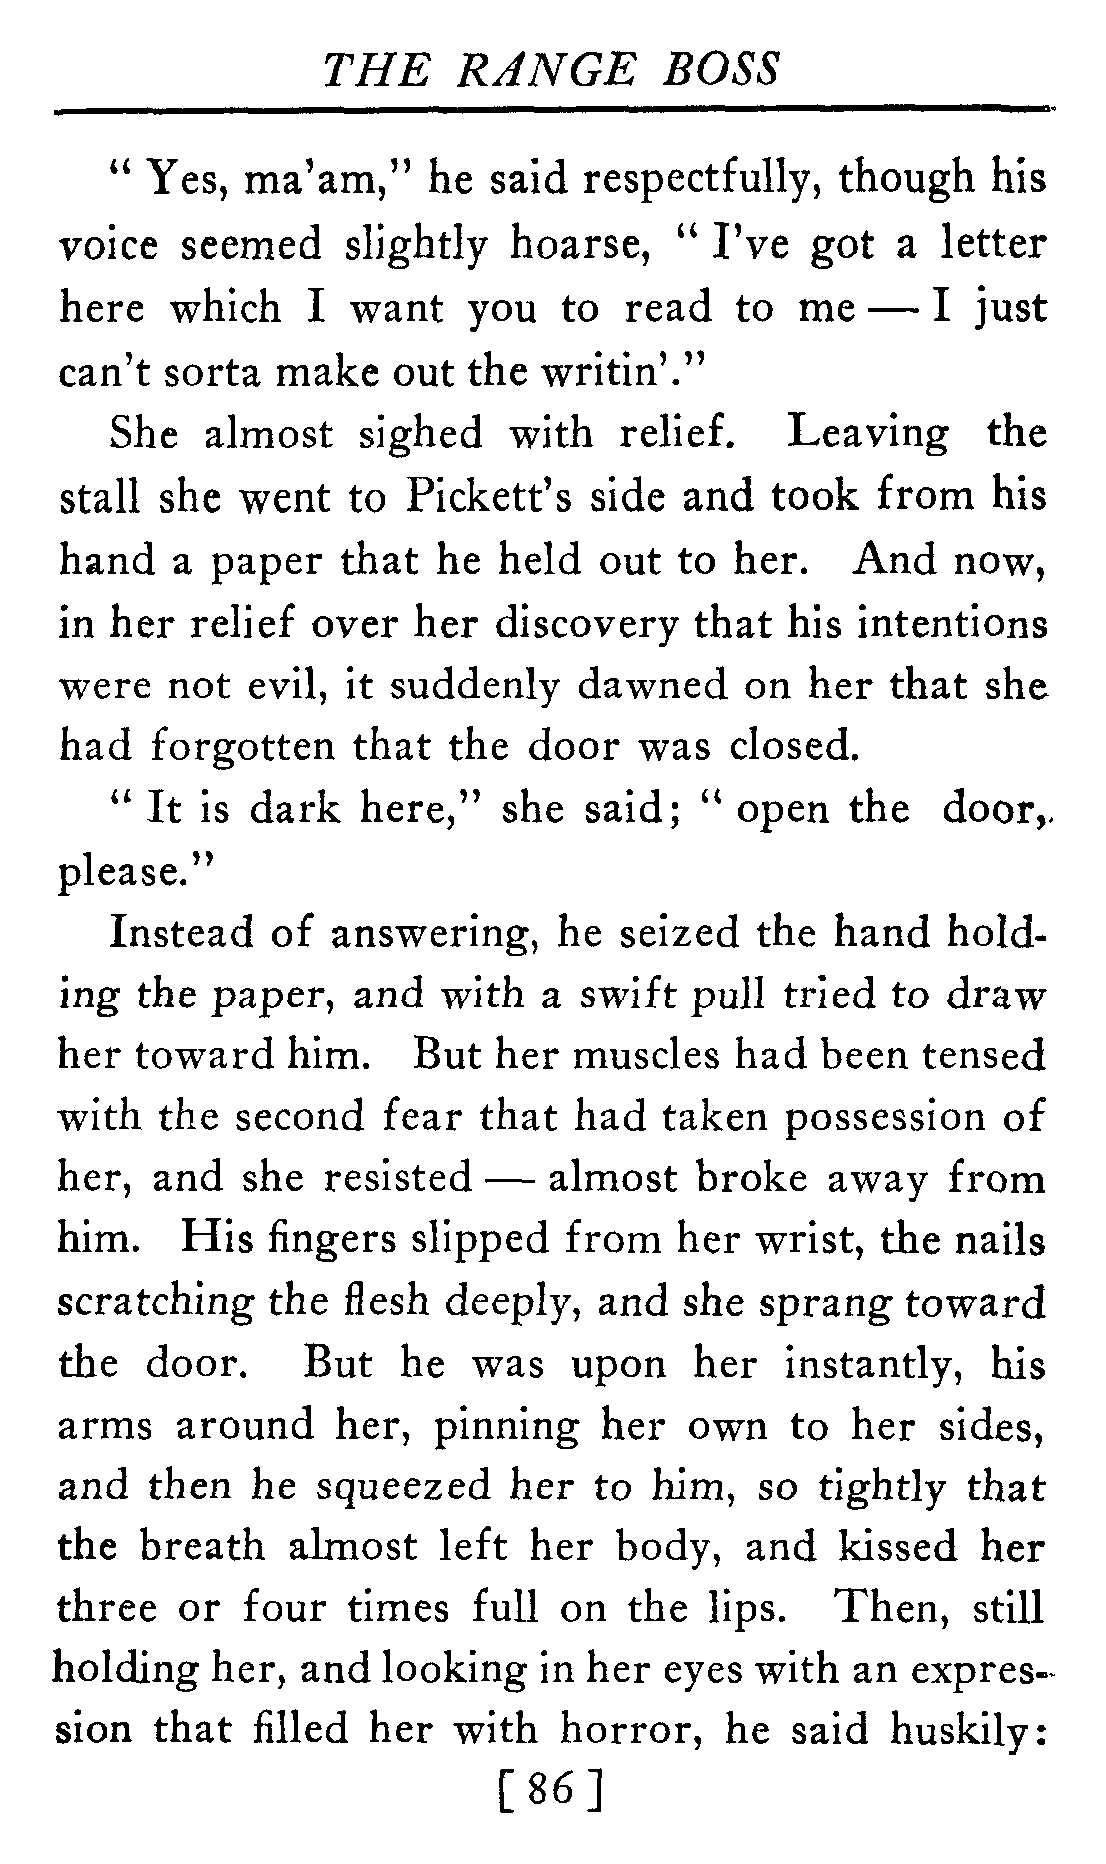 THE RANGE BOSS
" Yes, ma'am," he said respectfully, though his
voice seemed slightly hoarse, " I've got a letter
here which I want you to read to me — I just
can't sorta make out the writin'."
She almost sighed with relief. Leaving the
stall she went to Pickett's side and took from his
hand a paper that he held out to her. And now,
in her relief over her discovery that his intentions
were not evil, it suddenly dawned on her that she
had forgotten that the door was closed.
" It is dark here," she said; " open the door,
please."
Instead of answering, he seized the hand hold-
ing the paper, and with a swift pull tried to draw
her toward him. But her muscles had been tensed
with the second fear that had taken possession of
her, and she resisted — almost broke away from
him. His fingers slipped from her wrist, the nails
scratching the flesh deeply, and she sprang toward
the door. But he was upon her instantly, his
arms around her, pinning her own to her sides,
and then he squeezed her to him, so tightly that
the breath almost left her body, and kissed her
three or four times full on the lips. Then, still
holding her, and looking in her eyes with an expres-
sion that filled her with horror, he said huskily:
[ 86 ]